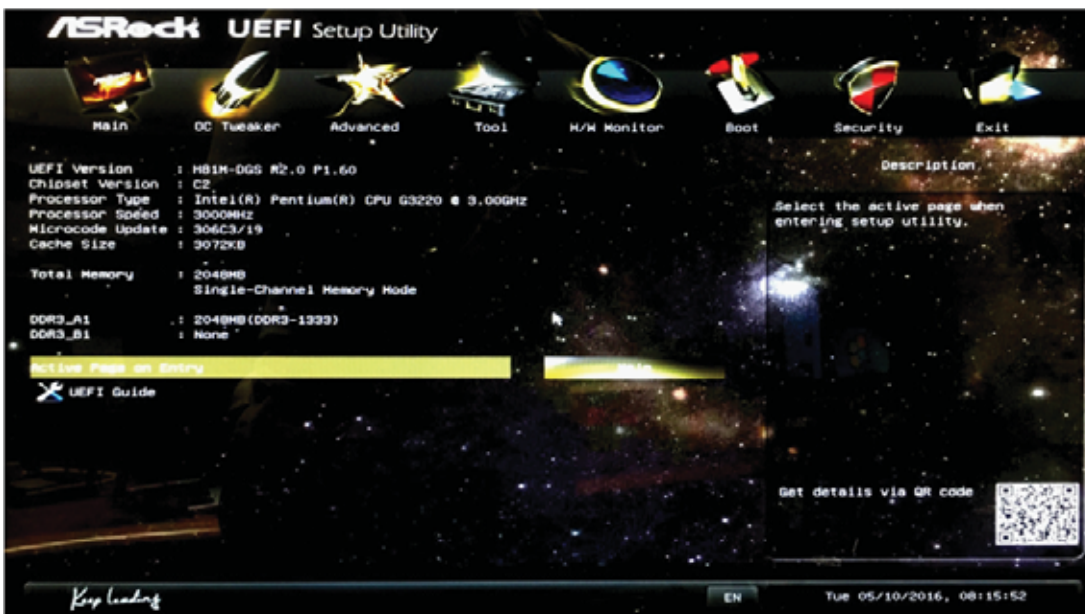 ASRock UEFI Setup Utility
Main OC Tweaker Advanced Tool H/W Monitor Boot Security Exit
UEFI Version : H81M-DGS R2.0 P1.60
Chipset Version : C2
Processor Type : Intel(R) Pentium(R) CPU G3220 @ 3.00GHz
Processor Speed : 3000MHz
Microcode Update : 306C3/19
Cache Size : 3072KB
Total Memory : 2048MB
Single-Channel Memory Mode
DDR3_A1 : 2048MB(DDR3-1333)
DDR3_B1 : None
Active Page on Entry Main
UEFI Guide
Description
Select the active page when
entering setup utility.
Get details via QR code
Keep Leading
EN Tue 05/10/2016, 08:15:52